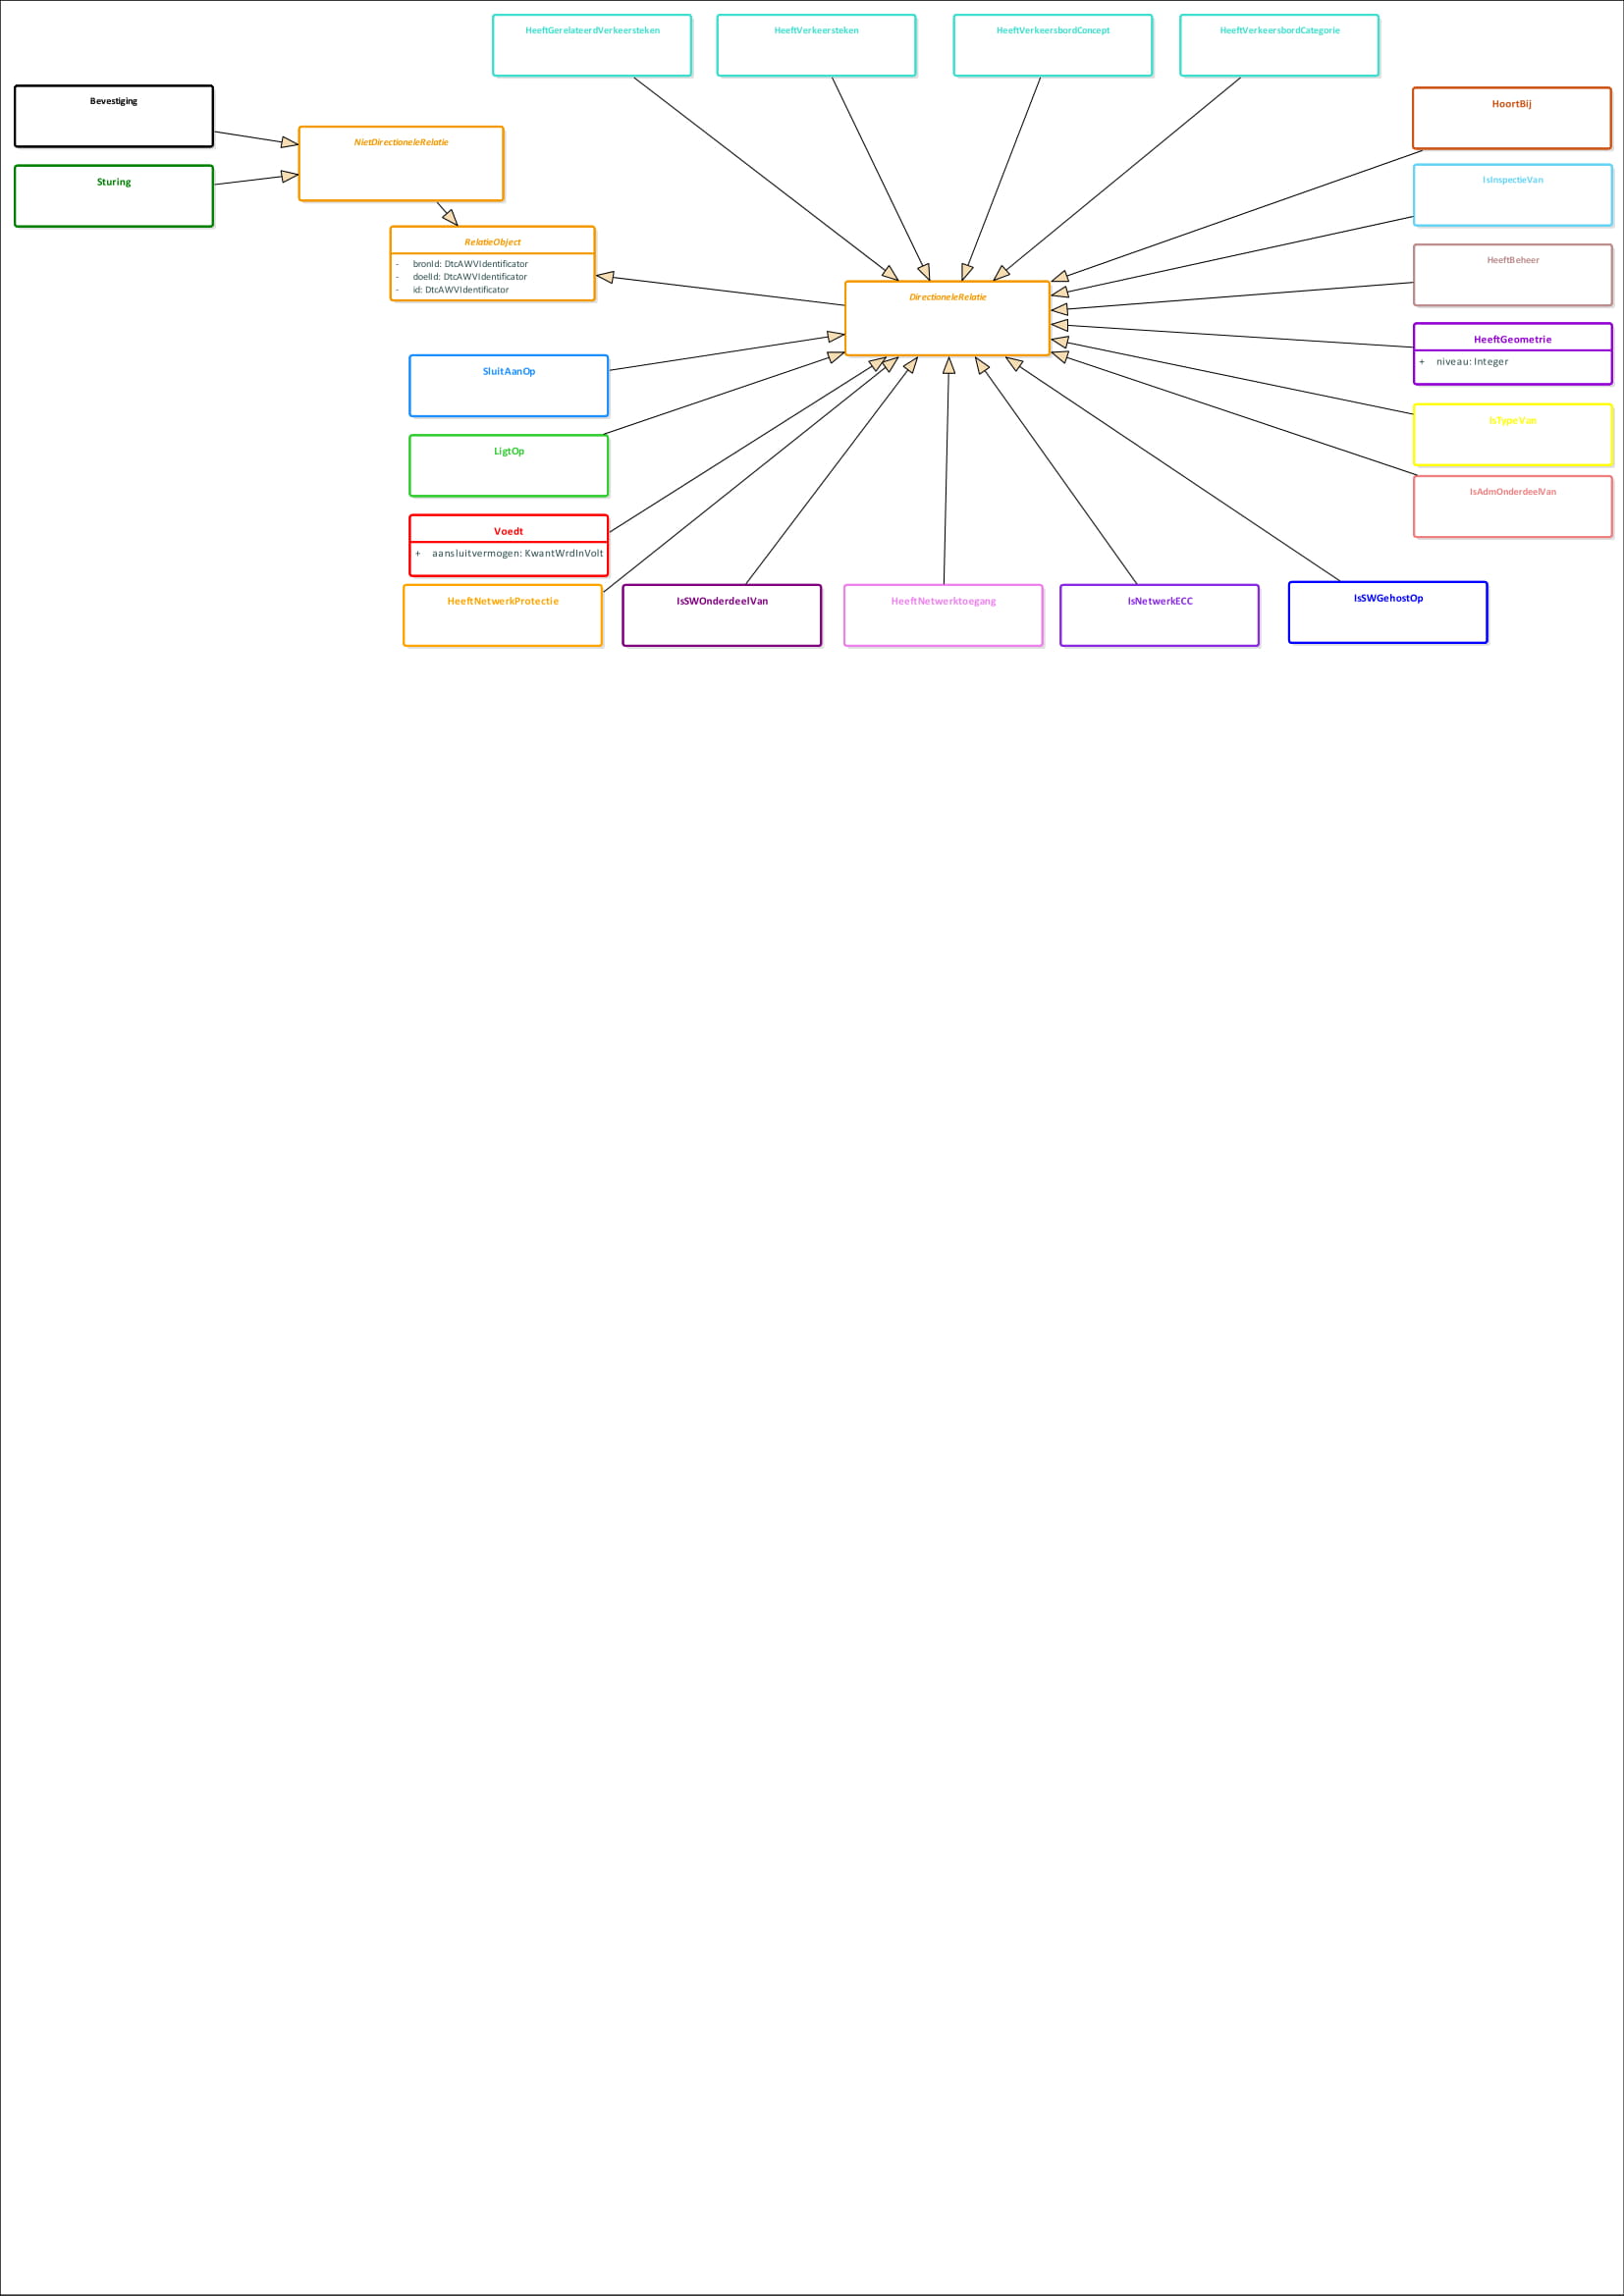 HeeftGerelateerdVerkeersteken
HeeftVerkeersteken
HeeftVerkeersbordConcept
HeeftVerkeersbordCategorie
Bevestiging
HoortBij
NietDirectioneleRelatie
Sturing
IsInspectieVan
RelatieObject
- bronId: DtcAWVIdentificator
- doelId: DtcAWVIdentificator
- id: DtcAWVIdentificator
HeeftBeheer
DirectioneleRelatie
HeeftGeometrie
+ niveau: Integer
SluitAanOp
IsTypeVan
LigtOp
IsAdmOnderdeelVan
Voedt
+ aansluitvermogen: KwantWrdInVolt
HeeftNetwerkProtectie
IsSWOnderdeelVan
HeeftNetwerktoegang
IsNetwerkECC
IsSWGehostOp